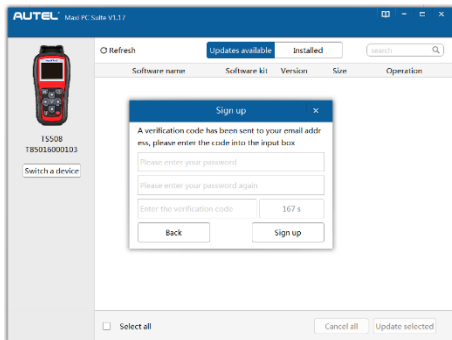 AUTEL Maxi PC Suite V1.17
Refresh
Updates available
Installed
search
Software name Software kit Version Size Operation
TS508
TB5016000103
Switch a device
Sign up
A verification code has been sent to your email addr
ess, please enter the code into the input box
Please enter your password
Please enter your password again
Enter the verification code
167 s
Back
Sign up
Select all
Cancel all
Update selected